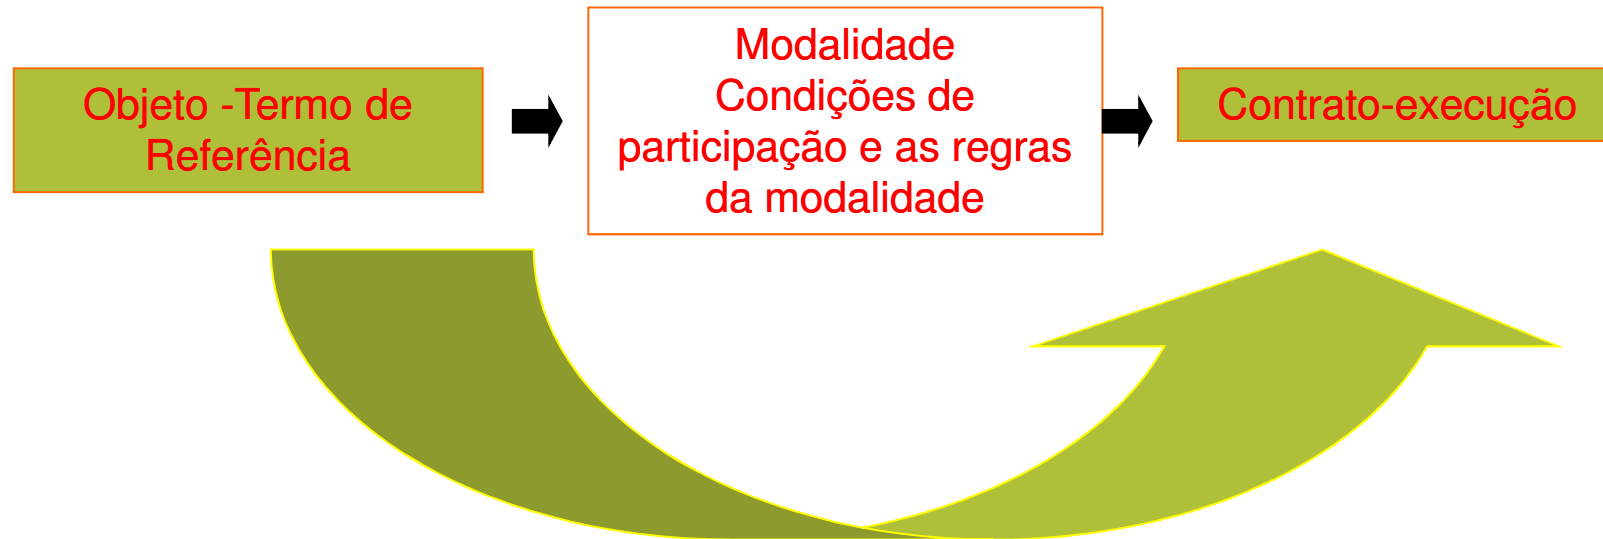 Objeto -Termo de
Referência
Modalidade
Condições de
participação e as regras
da modalidade
Contrato-execução